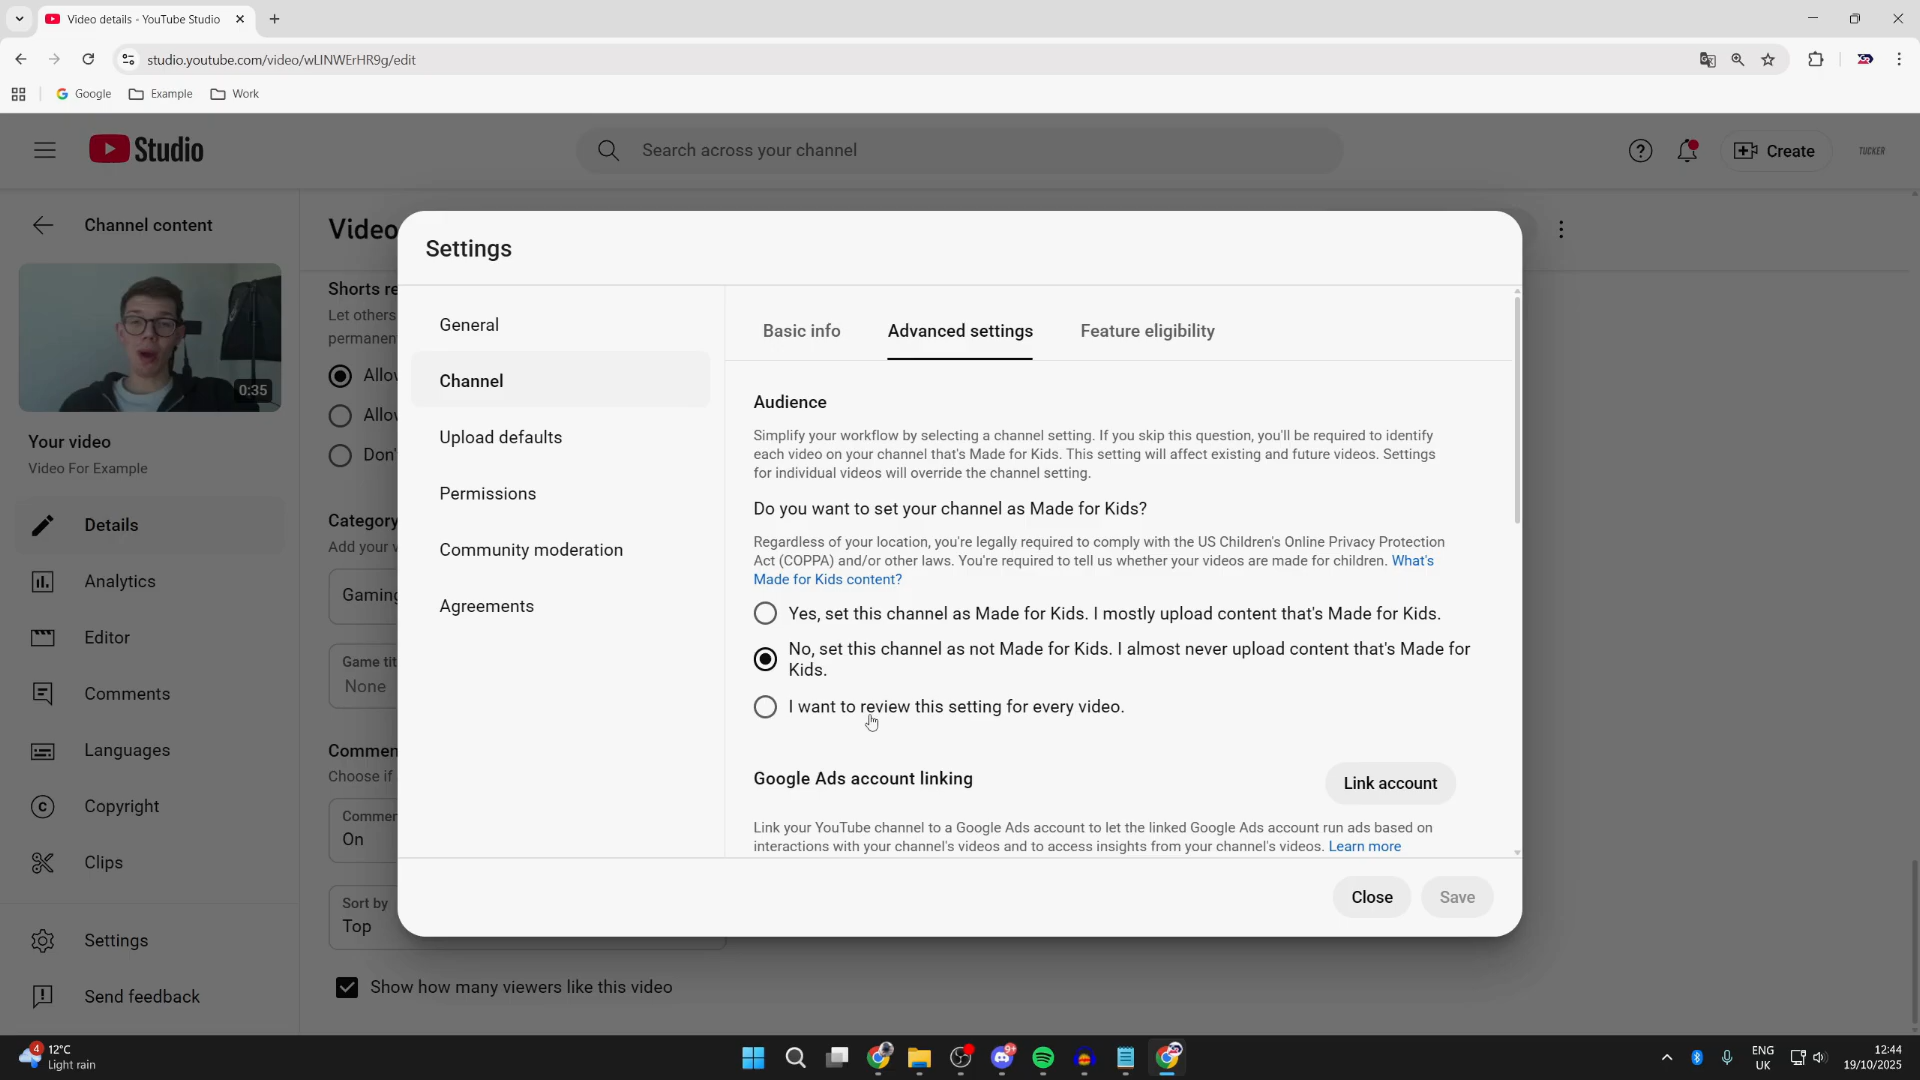 Video details - YouTube Studio
studio.youtube.com/video/wLINWErHR9g/edit
Google
Example
Work
Studio
Search across your channel
Create
TUCKER
Channel content
0:35
Your video
Video For Example
Details
Analytics
Editor
Comments
Languages
Copyright
Clips
Settings
Send feedback
Video
Shorts re
Let others
permanen
Allo
Allo
Don'
Category
Add your v
Gaming
Game tit
None
Commen
Choose if
Commer
On
Sort by
Top
Show how many viewers like this video
Settings
General
Channel
Upload defaults
Permissions
Community moderation
Agreements
Basic info
Advanced settings
Feature eligibility
Audience
Simplify your workflow by selecting a channel setting. If you skip this question, you'll be required to identify
each video on your channel that's Made for Kids. This setting will affect existing and future videos. Settings
for individual videos will override the channel setting.
Do you want to set your channel as Made for Kids?
Regardless of your location, you're legally required to comply with the US Children's Online Privacy Protection
Act (COPPA) and/or other laws. You're required to tell us whether your videos are made for children. What's
Made for Kids content?
Yes, set this channel as Made for Kids. I mostly upload content that's Made for Kids.
No, set this channel as not Made for Kids. I almost never upload content that's Made for
Kids.
I want to review this setting for every video.
Google Ads account linking
Link account
Link your YouTube channel to a Google Ads account to let the linked Google Ads account run ads based on
interactions with your channel's videos and to access insights from your channel's videos. Learn more
Close
Save
4
12°C
Light rain
9+
ENG
UK
12:44
19/10/2025